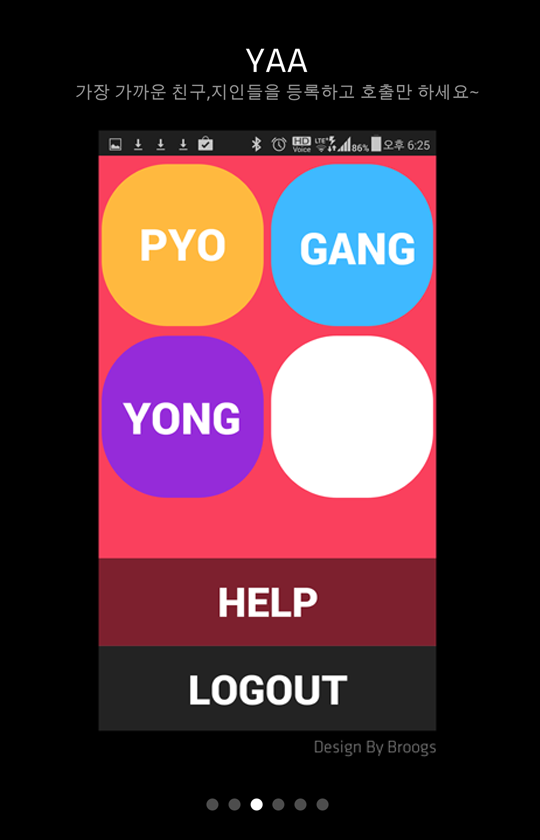 YAA
가장 가까운 친구,지인들을 등록하고 호출만 하세요~
HD Voice LTE 86% 오후 6:25
PYO
GANG
YONG
HELP
LOGOUT
Design By Broogs